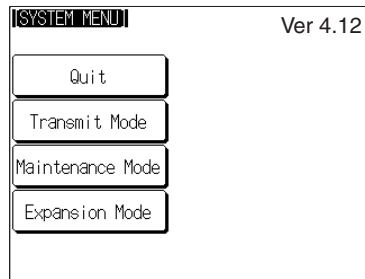 [SYSTEM MENU]
Ver 4.12
Quit
Transmit Mode
Maintenance Mode
Expansion Mode